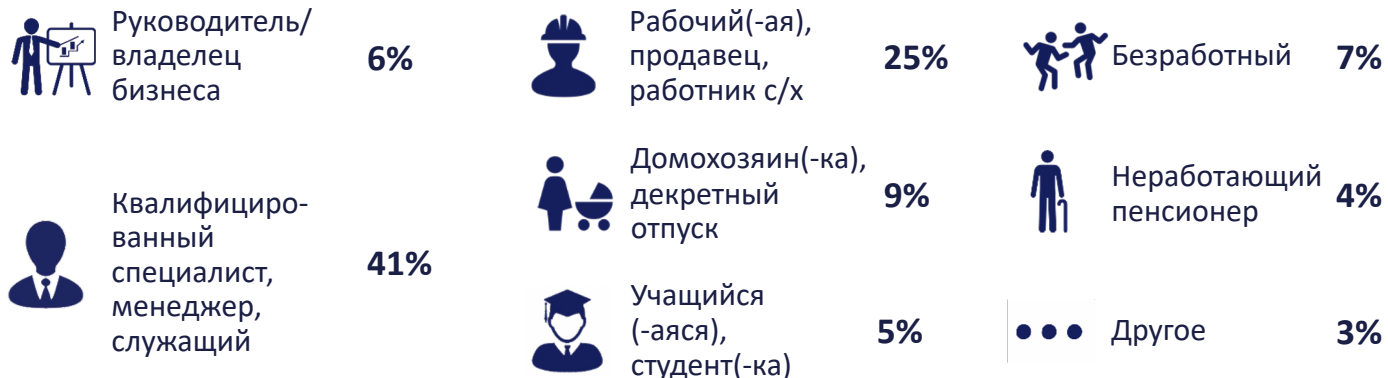 Руководитель/
владелец
бизнеса
6%
Квалифициро-
ванный
специалист,
менеджер,
служащий
41%
Рабочий(-ая),
продавец,
работник с/х
25%
Домохозяин(-ка),
декретный
отпуск
9%
Учащийся
(-аяся),
студент(-ка)
5%
Безработный
7%
Неработающий
пенсионер
4%
Другое
3%